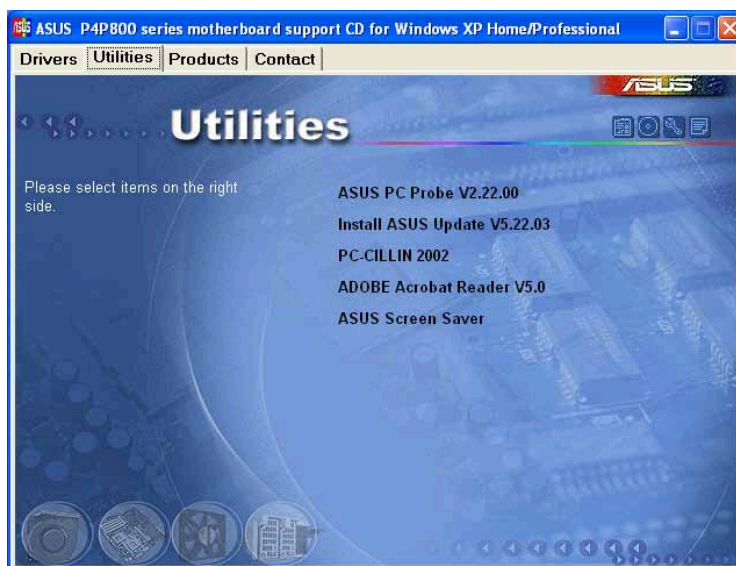 ASUS P4P800 series motherboard support CD for Windows XP Home/Professional
Drivers Utilities Products Contact
ASUS
Utilities
Please select items on the right
side.
ASUS PC Probe V2.22.00
Install ASUS Update V5.22.03
PC-CILLIN 2002
ADOBE Acrobat Reader V5.0
ASUS Screen Saver